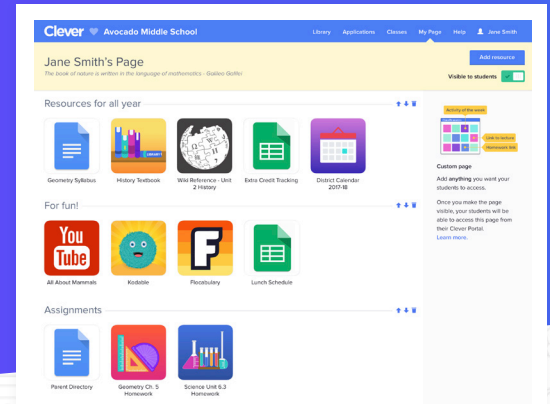 Clever Avocado Middle School
Library Applications Classes My Page Help Jane Smith
Jane Smith's Page
The book of nature is written in the language of mathematics - Galileo Galilei
Add resource
Visible to students
Resources for all year
LIBRARY
Geometry Syllabus
History Textbook
Wiki Reference - Unit
2 History
Extra Credit Tracking
District Calendar
2017-18
For fun!
You
Tube
F
All About Mammals
Kodable
Flocabulary
Lunch Schedule
Assignments
Parent Directory
Geometry Ch. 5
Homework
Science Unit 6.3
Homework
Activity of the week
Link to lecture
Homework link
Custom page
Add anything you want your
students to access.
Once you make the page
visible, your students will be
able to access this page from
their Clever Portal.
Learn more.